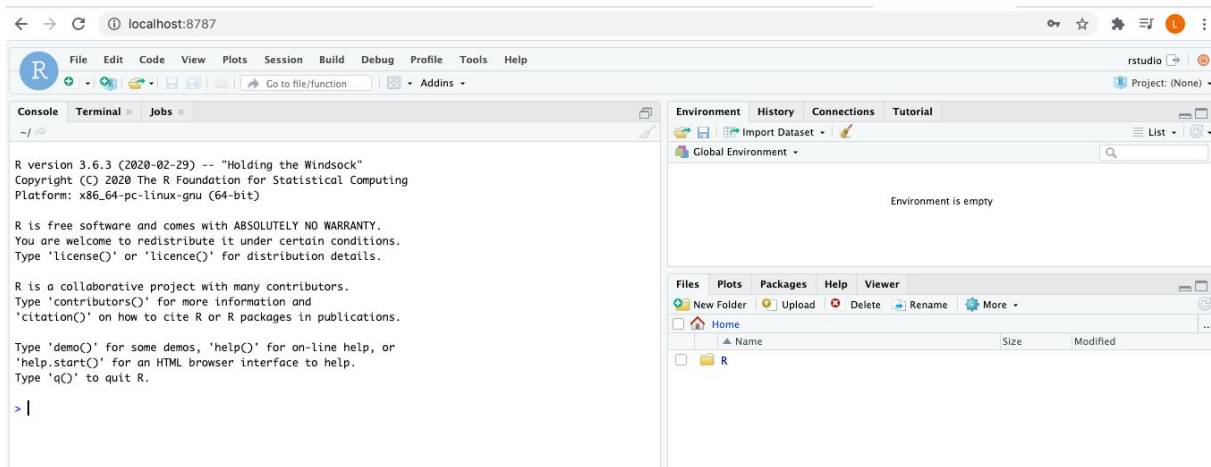 localhost:8787
L
R
File Edit Code View Plots Session Build Debug Profile Tools Help
rstudio
Go to file/function
Addins
Project: (None)
Console Terminal Jobs
~/
R version 3.6.3 (2020-02-29) -- "Holding the Windsock"
Copyright (C) 2020 The R Foundation for Statistical Computing
Platform: x86_64-pc-linux-gnu (64-bit)
R is free software and comes with ABSOLUTELY NO WARRANTY.
You are welcome to redistribute it under certain conditions.
Type 'license()' or 'licence()' for distribution details.
R is a collaborative project with many contributors.
Type 'contributors()' for more information and
'citation()' on how to cite R or R packages in publications.
Type 'demo()' for some demos, 'help()' for on-line help, or
'help.start()' for an HTML browser interface to help.
Type 'q()' to quit R.
>
Environment History Connections Tutorial
Import Dataset
List
Global Environment
Environment is empty
Files Plots Packages Help Viewer
New Folder Upload Delete Rename More
Home
...
Name Size Modified
R